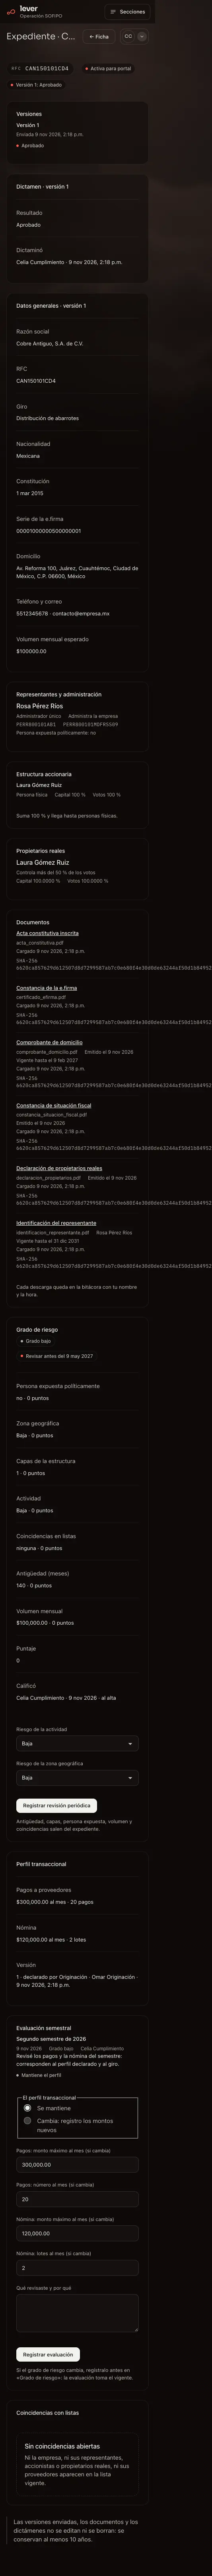 lever
Operación SOFIPO
Secciones
Expediente · C...
← Ficha
CC
RFC CAN150101CD4
Activa para portal
Versión 1: Aprobado
Versiones
Versión 1
Enviada 9 nov 2026, 2:18 p.m.
Aprobado
Dictamen · versión 1
Resultado
Aprobado
Dictaminó
Celia Cumplimiento · 9 nov 2026, 2:18 p.m.
Datos generales · versión 1
Razón social
Cobre Antiguo, S.A. de C.V.
RFC
CAN150101CD4
Giro
Distribución de abarrotes
Nacionalidad
Mexicana
Constitución
1 mar 2015
Serie de la e.firma
00001000000500000001
Domicilio
Av. Reforma 100, Juárez, Cuauhtémoc, Ciudad de
México, C.P. 06600, México
Teléfono y correo
5512345678 · contacto@empresa.mx
Volumen mensual esperado
$100000.00
Representantes y administración
Rosa Pérez Ríos
Administrador único Administra la empresa
PERR800101AB1 PERR800101MDFRSS09
Persona expuesta políticamente: no
Estructura accionaria
Laura Gómez Ruiz
Persona física Capital 100 % Votos 100 %
Suma 100 % y llega hasta personas físicas.
Propietarios reales
Laura Gómez Ruiz
Controla más del 50 % de los votos
Capital 100.0000 % Votos 100.0000 %
Documentos
Acta constitutiva inscrita
acta_constitutiva.pdf
Cargado 9 nov 2026, 2:18 p.m.
SHA-256
Constancia de la e.firma
certificado_efirma.pdf
Cargado 9 nov 2026, 2:18 p.m.
SHA-256
Comprobante de domicilio
comprobante_domicilio.pdf Emitido el 9 nov 2026
Vigente hasta el 9 feb 2027
Cargado 9 nov 2026, 2:18 p.m.
SHA-256
Constancia de situación fiscal
constancia_situacion_fiscal.pdf
Emitido el 9 nov 2026
Cargado 9 nov 2026, 2:18 p.m.
SHA-256
Declaración de propietarios reales
declaracion_propietarios.pdf Emitido el 9 nov 2026
Cargado 9 nov 2026, 2:18 p.m.
SHA-256
Identificación del representante
identificacion_representante.pdf Rosa Pérez Ríos
Vigente hasta el 31 dic 2031
Cargado 9 nov 2026, 2:18 p.m.
SHA-256
Cada descarga queda en la bitácora con tu nombre
y la hora.
Grado de riesgo
Grado bajo
Revisar antes del 9 may 2027
Persona expuesta políticamente
no · 0 puntos
Zona geográfica
Baja · 0 puntos
Capas de la estructura
1 · 0 puntos
Actividad
Baja · 0 puntos
Coincidencias en listas
ninguna · 0 puntos
Antigüedad (meses)
140 · 0 puntos
Volumen mensual
$100,000.00 · 0 puntos
Puntaje
0
Calificó
Celia Cumplimiento · 9 nov 2026 · al alta
Riesgo de la actividad
Baja
Riesgo de la zona geográfica
Baja
Registrar revisión periódica
Antigüedad, capas, persona expuesta, volumen y
coincidencias salen del expediente.
Perfil transaccional
Pagos a proveedores
$300,000.00 al mes · 20 pagos
Nómina
$120,000.00 al mes · 2 lotes
Versión
1 · declarado por Originación · Omar Originación ·
9 nov 2026, 2:18 p.m.
Evaluación semestral
Segundo semestre de 2026
9 nov 2026 Grado bajo Celia Cumplimiento
Revisé los pagos y la nómina del semestre:
corresponden al perfil declarado y al giro.
Mantiene el perfil
El perfil transaccional
Se mantiene
Cambia: registro los montos
nuevos
Pagos: monto máximo al mes (si cambia)
300,000.00
Pagos: número al mes (si cambia)
20
Nómina: monto máximo al mes (si cambia)
120,000.00
Nómina: lotes al mes (si cambia)
2
Qué revisaste y por qué
Registrar evaluación
Si el grado de riesgo cambia, regístralo antes en
«Grado de riesgo»: la evaluación toma el vigente.
Coincidencias con listas
Sin coincidencias abiertas
Ni la empresa, ni sus representantes,
accionistas o propietarios reales, ni sus
proveedores aparecen en la lista
vigente.
Las versiones enviadas, los documentos y los
dictámenes no se editan ni se borran: se
conservan al menos 10 años.